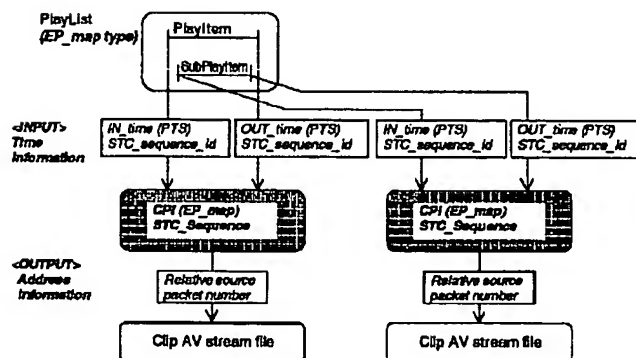 PlayList
(EP_map type)
PlayItem
SubPlayItem
<INPUT>
Time
Information
IN_time (PTS)
STC_sequence_id
OUT_time (PTS)
STC_sequence_id
IN_time (PTS)
STC_sequence_id
OUT_time (PTS)
STC_sequence_id
CPI (EP_map)
STC_Sequence
CPI (EP_map)
STC_Sequence
<OUTPUT>
Address
Information
Relative source
packet number
Relative source
packet number
Clip AV stream file
Clip AV stream file